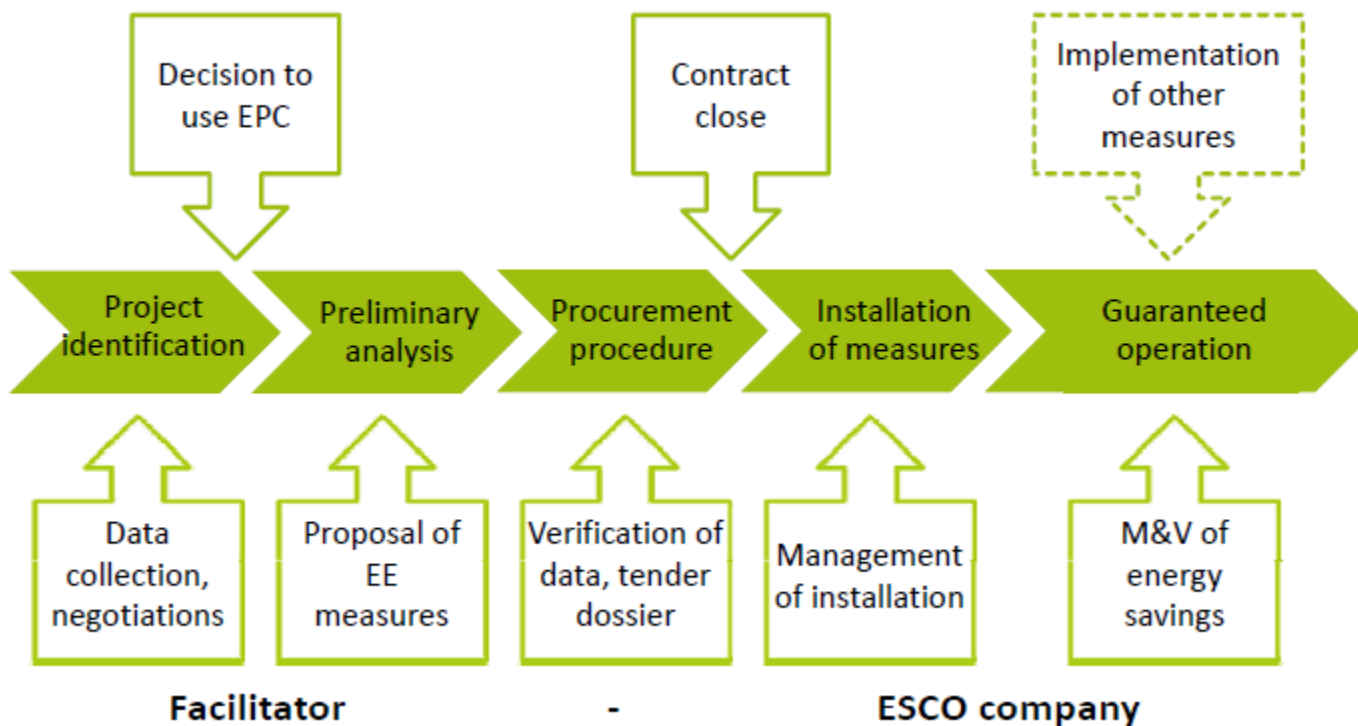 Decision to
use EPC
Contract
close
Implementation
of other
measures
Project
identification
Preliminary
analysis
Procurement
procedure
Installation
of measures
Guaranteed
operation
Data
collection,
negotiations
Proposal of
EE
measures
Verification of
data, tender
dossier
Management
of installation
M&V of
energy
savings
Facilitator - ESCO company